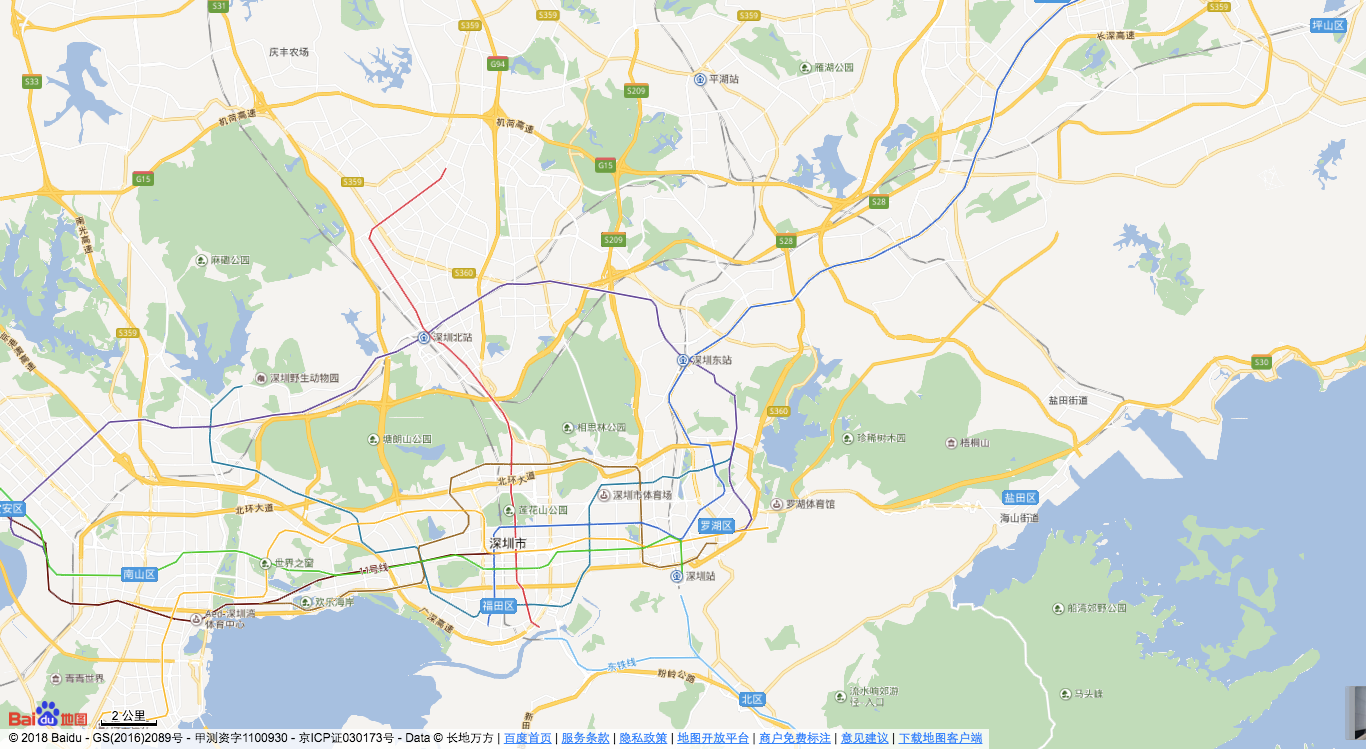 S31
S359
S359
S359
S359
坪山区
长深高速
庆丰农场
G94
雁湖公园
平湖站
S33
S209
机荷高速
机荷高速
G15
G15
S359
S28
南光高速
S209
S28
麻磡公园
S360
S359
深圳北站
深圳东站
S30
深圳野生动物园
盐田街道
S360
相思林公园
塘朗山公园
珍稀树木园
梧桐山
北环大道
深圳市体育场
盐田区
罗湖体育馆
北环大道
莲花山公园
海山街道
罗湖区
深圳市
世界之窗
11号线
南山区
深圳站
欢乐海岸
福田区
船湾郊野公园
体育中心
广深高速
东铁线
粉岭公路
青青世界
流水响郊游
径-入口
马头峰
北区
Bai du 地图
2 公里
新田
© 2018 Baidu - GS(2016)2089号 - 甲测资字1100930 - 京ICP证030173号 - Data © 长地万方 | 百度首页 | 服务条款 | 隐私政策 | 地图开放平台 | 商户免费标注 | 意见建议 | 下载地图客户端